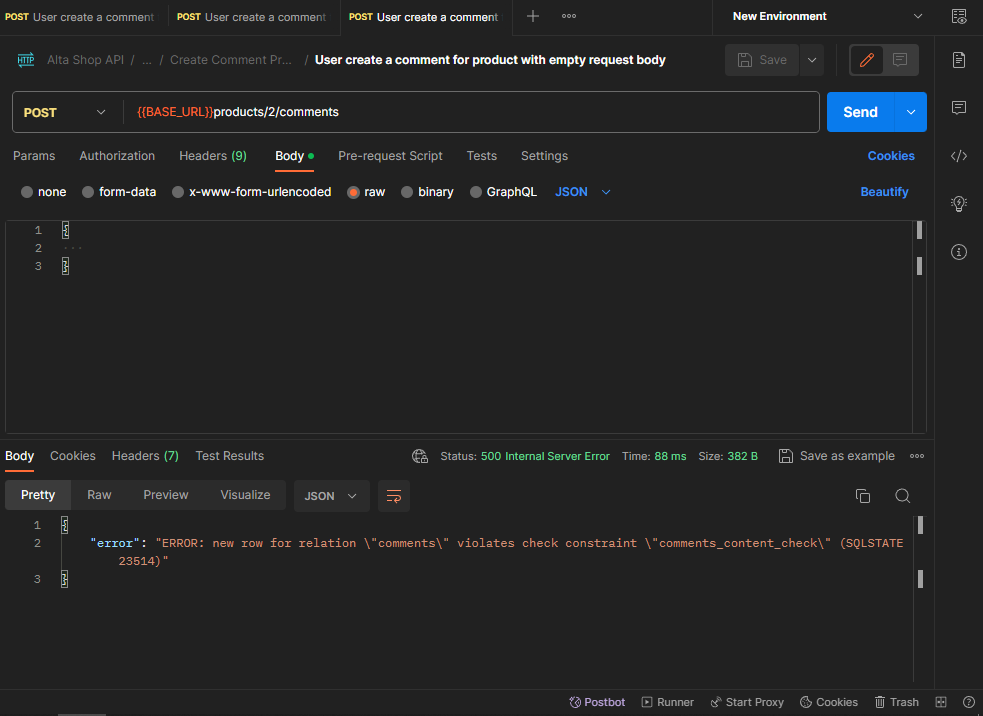 POST User create a comment POST User create a comment POST User create a comment New Environment
HTTP Alta Shop API / ... / Create Comment Pr... / User create a comment for product with empty request body Save
POST {{BASE_URL}}products/2/comments Send
Params Authorization Headers (9) Body Pre-request Script Tests Settings Cookies
none form-data x-www-form-urlencoded raw binary GraphQL JSON Beautify
1 {
2 ...
3 }
Body Cookies Headers (7) Test Results Status: 500 Internal Server Error Time: 88 ms Size: 382 B Save as example
Pretty Raw Preview Visualize JSON
1 {
2 "error": "ERROR: new row for relation \"comments\" violates check constraint \"comments_content_check\" (SQLSTATE
23514)"
3 }
Postbot Runner Start Proxy Cookies Trash